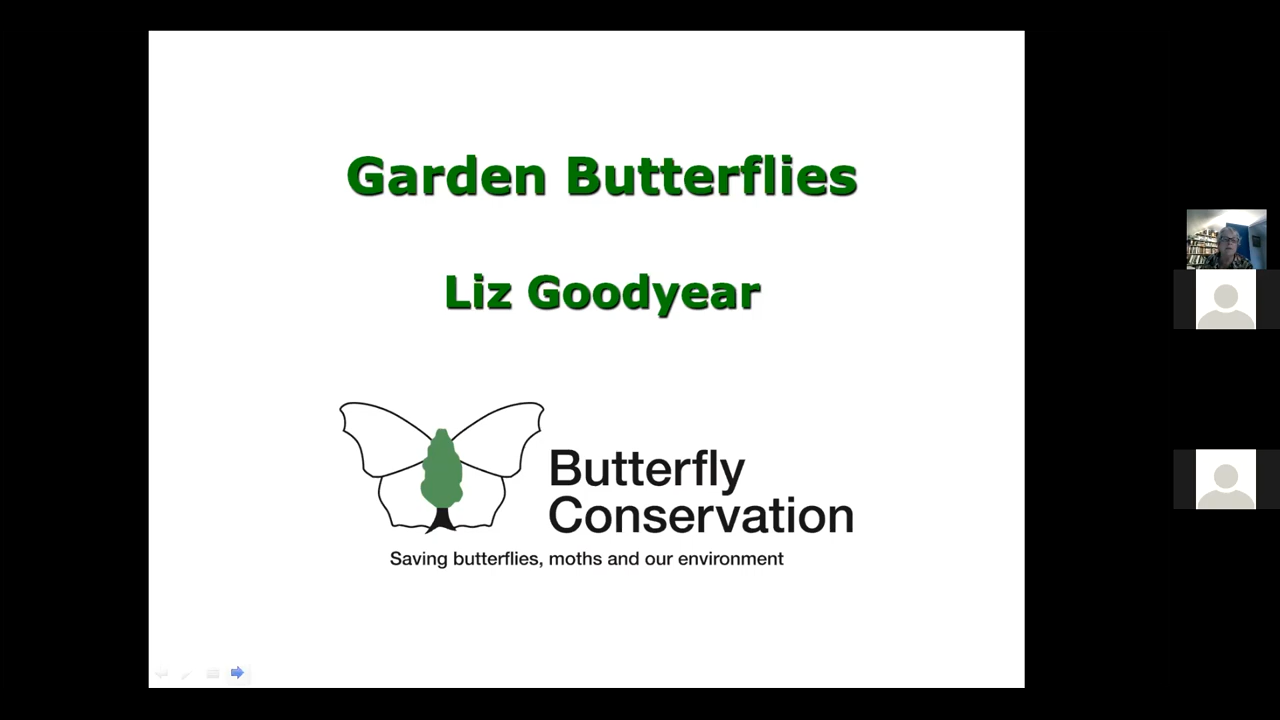 Garden Butterflies
Liz Goodyear
Butterfly
Conservation
Saving butterflies, moths and our environment